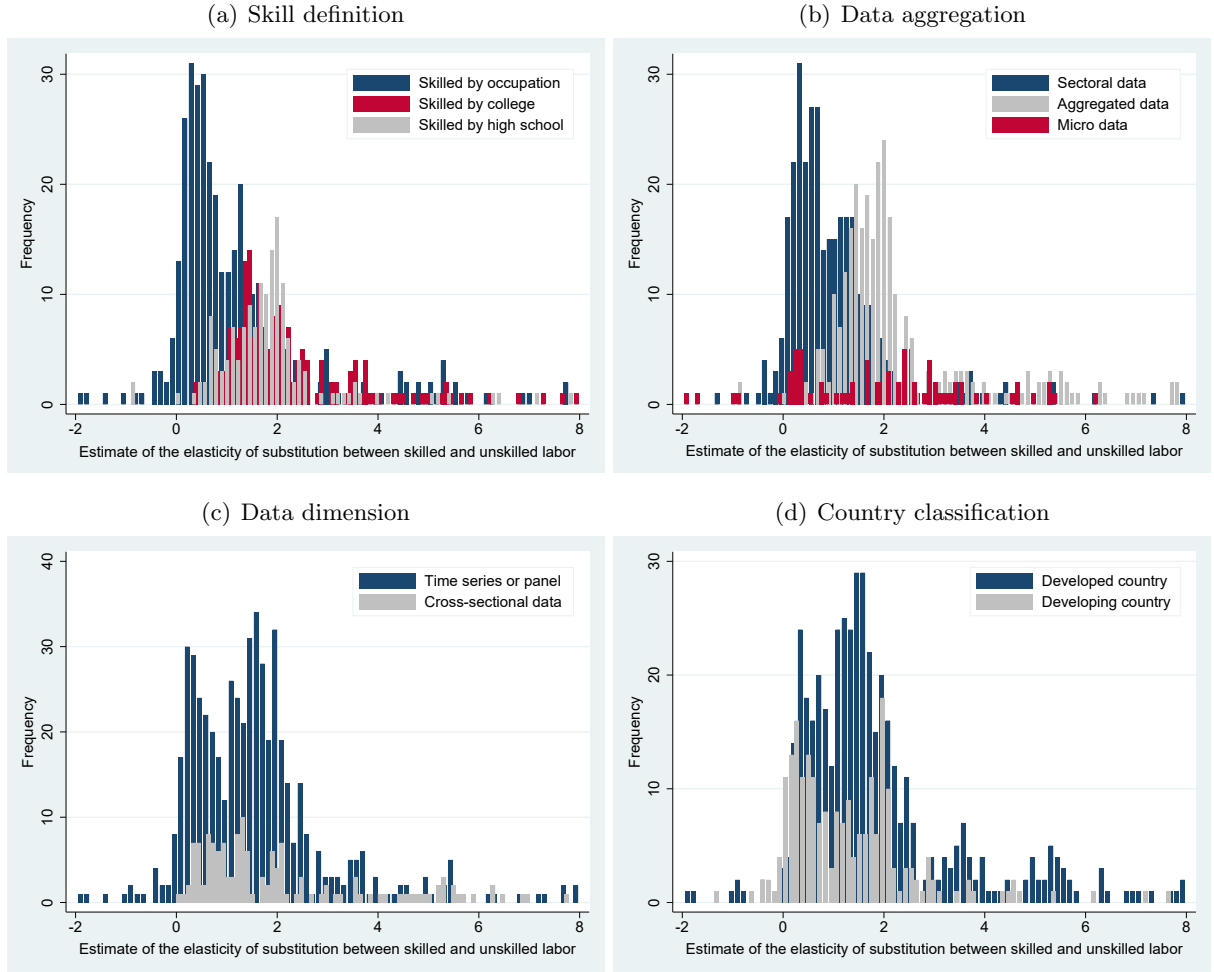 (a) Skill definition
Skilled by occupation
Skilled by college
Skilled by high school
Frequency
30
20
10
0
-2 0 2 4 6 8
Estimate of the elasticity of substitution between skilled and unskilled labor
(b) Data aggregation
Sectoral data
Aggregated data
Micro data
Frequency
30
20
10
0
-2 0 2 4 6 8
Estimate of the elasticity of substitution between skilled and unskilled labor
(c) Data dimension
Time series or panel
Cross-sectional data
Frequency
40
30
20
10
0
-2 0 2 4 6 8
Estimate of the elasticity of substitution between skilled and unskilled labor
(d) Country classification
Developed country
Developing country
Frequency
30
20
10
0
-2 0 2 4 6 8
Estimate of the elasticity of substitution between skilled and unskilled labor